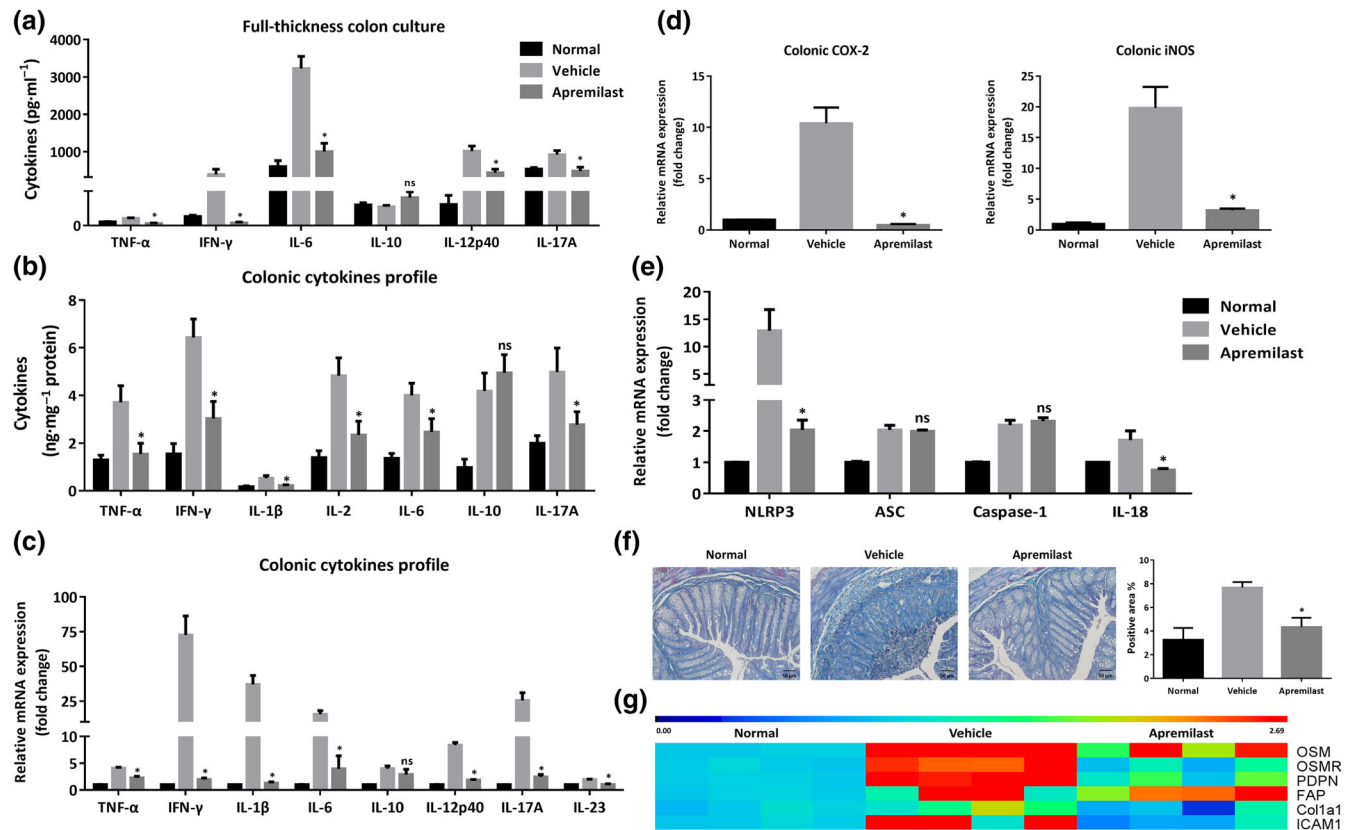 (a)
Full-thickness colon culture
Cytokines (pg·ml⁻¹)
4000
3000
2000
1000
0
Normal
Vehicle
Apremilast
* * * ns * *
TNF-α IFN-γ IL-6 IL-10 IL-12p40 IL-17A
(b)
Colonic cytokines profile
Cytokines
(ng·mg⁻¹ protein)
8
6
4
2
0
* * * * * ns *
TNF-α IFN-γ IL-1β IL-2 IL-6 IL-10 IL-17A
(c)
Colonic cytokines profile
Relative mRNA expression
(fold change)
100
75
50
25
10
5
0
* * * * ns * * *
TNF-α IFN-γ IL-1β IL-6 IL-10 IL-12p40 IL-17A IL-23
(d)
Colonic COX-2
Relative mRNA expression
(fold change)
15
10
5
0
*
Normal Vehicle Apremilast
Colonic iNOS
Relative mRNA expression
(fold change)
25
20
15
10
5
0
*
Normal Vehicle Apremilast
(e)
Relative mRNA expression
(fold change)
20
15
10
5
3
2
1
0
Normal
Vehicle
Apremilast
* ns ns *
NLRP3 ASC Caspase-1 IL-18
(f)
Normal Vehicle Apremilast
50 μm 50 μm 50 μm
Positive area %
10
8
6
4
2
0
*
Normal Vehicle Apremilast
(g)
0.00 2.69
Normal Vehicle Apremilast
OSM
OSMR
PDPN
FAP
Col1a1
ICAM1